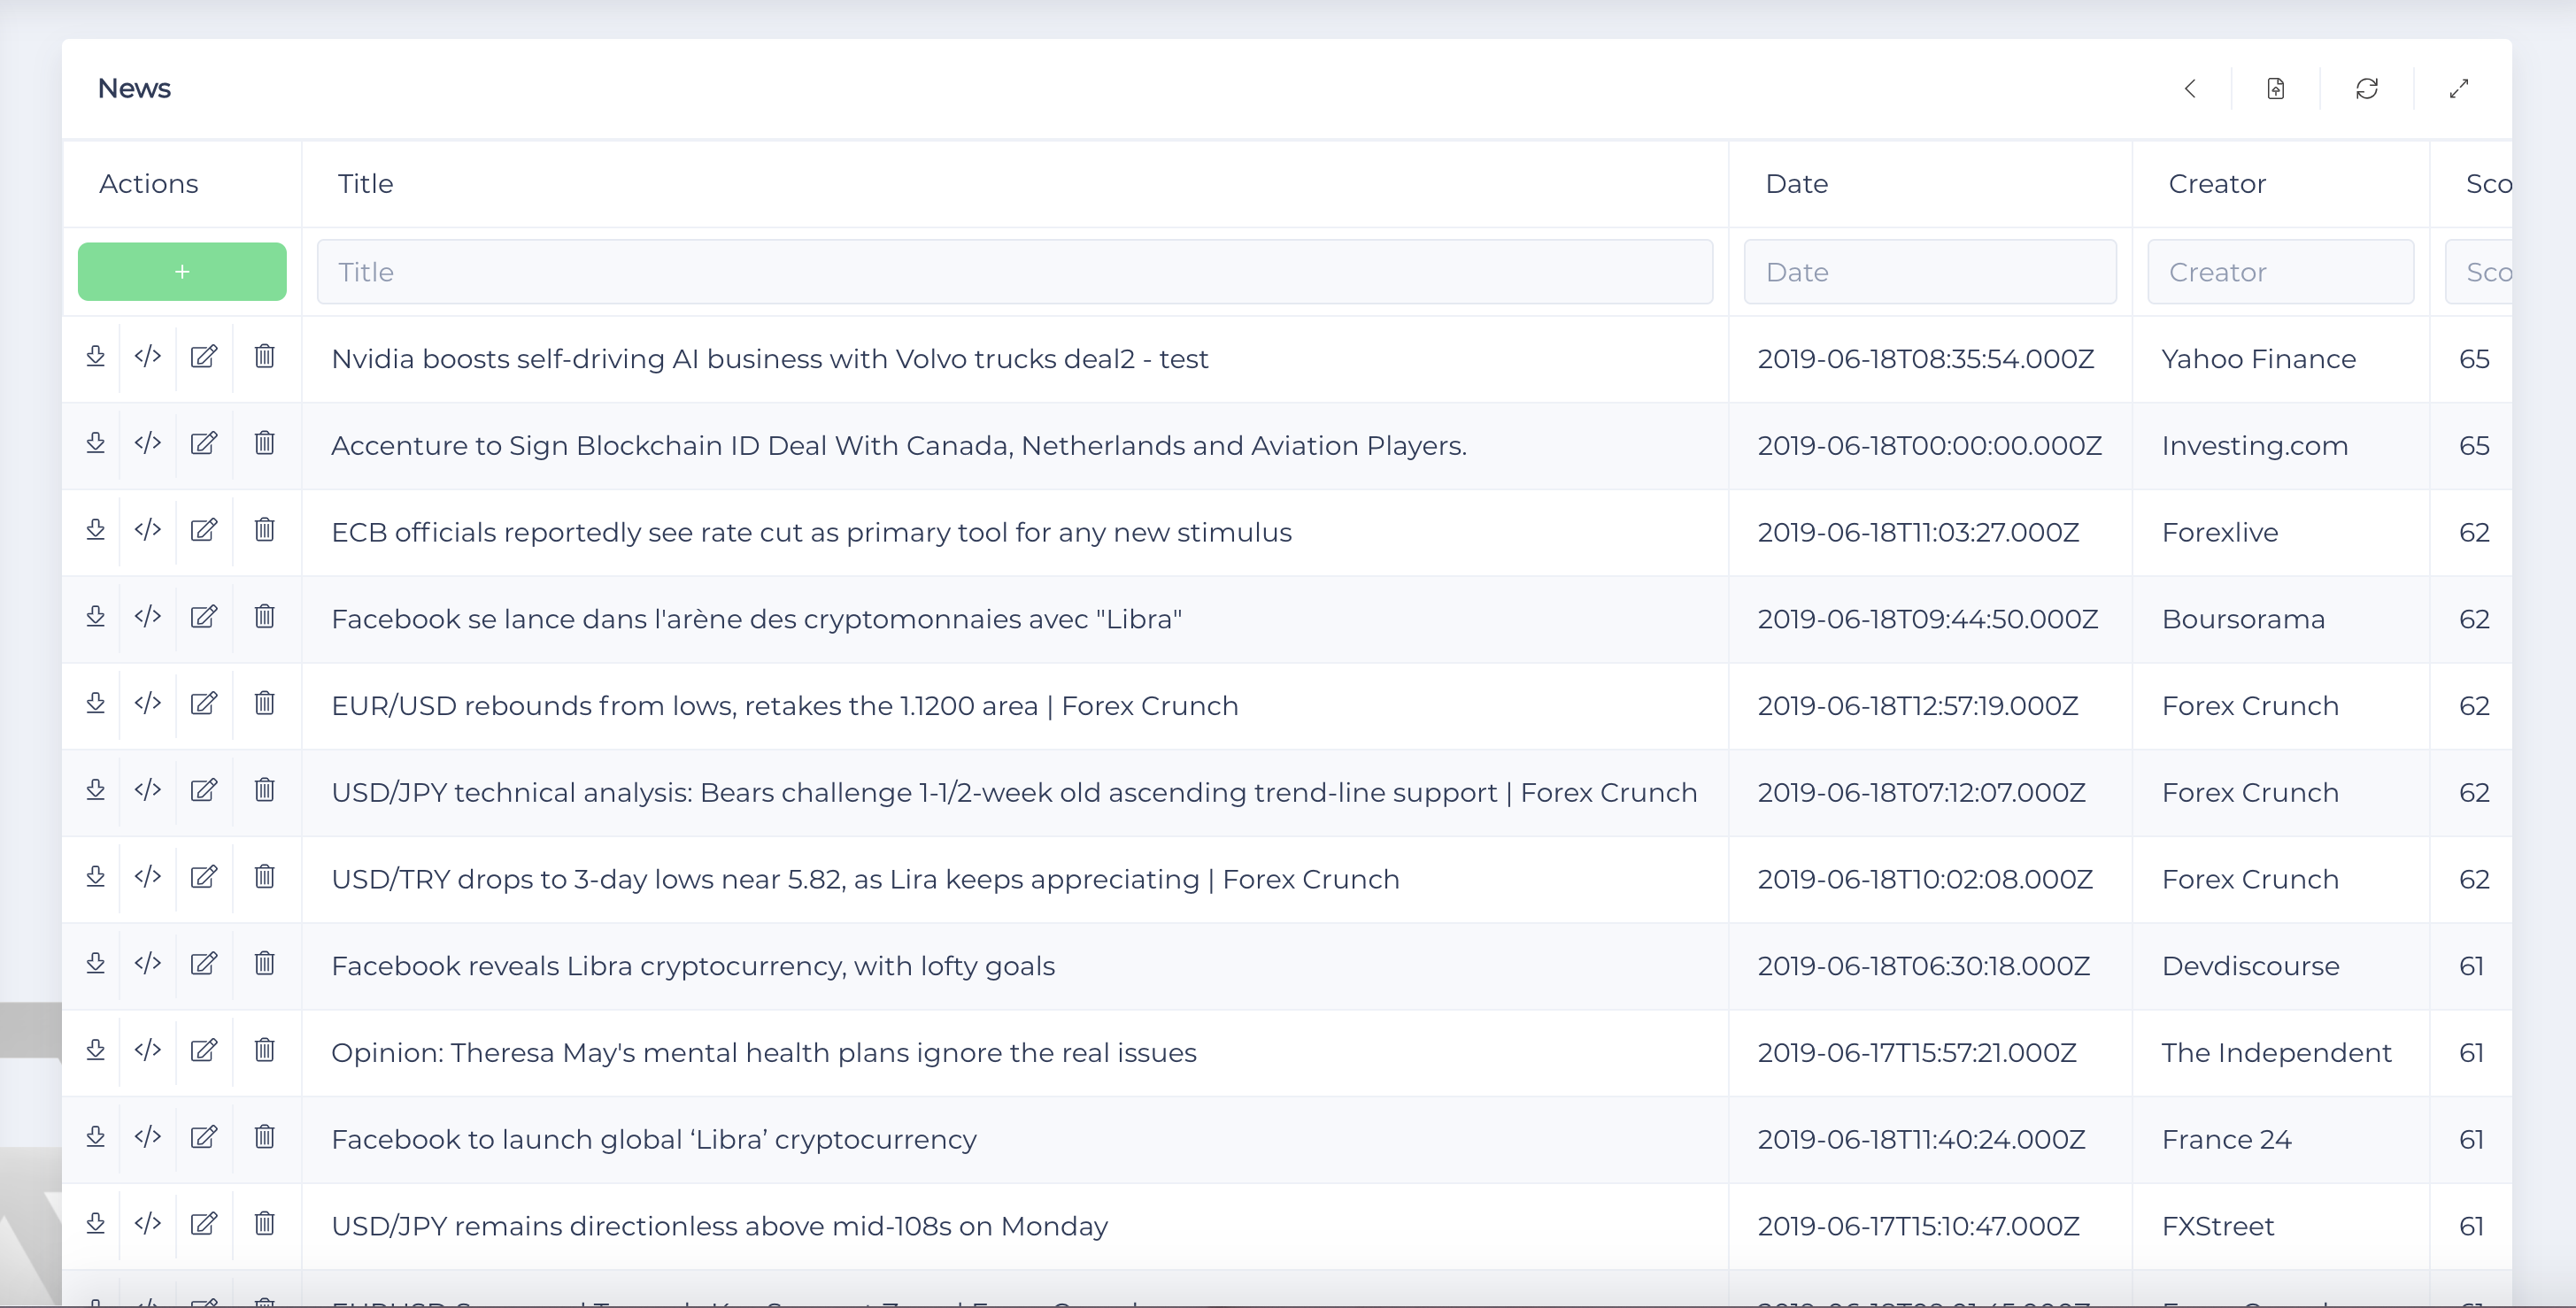 News
Actions Title Date Creator Sco
+ Title Date Creator Sco
Nvidia boosts self-driving AI business with Volvo trucks deal2 - test 2019-06-18T08:35:54.000Z Yahoo Finance 65
Accenture to Sign Blockchain ID Deal With Canada, Netherlands and Aviation Players. 2019-06-18T00:00:00.000Z Investing.com 65
ECB officials reportedly see rate cut as primary tool for any new stimulus 2019-06-18T11:03:27.000Z Forexlive 62
Facebook se lance dans l'arène des cryptomonnaies avec "Libra" 2019-06-18T09:44:50.000Z Boursorama 62
EUR/USD rebounds from lows, retakes the 1.1200 area | Forex Crunch 2019-06-18T12:57:19.000Z Forex Crunch 62
USD/JPY technical analysis: Bears challenge 1-1/2-week old ascending trend-line support | Forex Crunch 2019-06-18T07:12:07.000Z Forex Crunch 62
USD/TRY drops to 3-day lows near 5.82, as Lira keeps appreciating | Forex Crunch 2019-06-18T10:02:08.000Z Forex Crunch 62
Facebook reveals Libra cryptocurrency, with lofty goals 2019-06-18T06:30:18.000Z Devdiscourse 61
Opinion: Theresa May's mental health plans ignore the real issues 2019-06-17T15:57:21.000Z The Independent 61
Facebook to launch global ‘Libra’ cryptocurrency 2019-06-18T11:40:24.000Z France 24 61
USD/JPY remains directionless above mid-108s on Monday 2019-06-17T15:10:47.000Z FXStreet 61